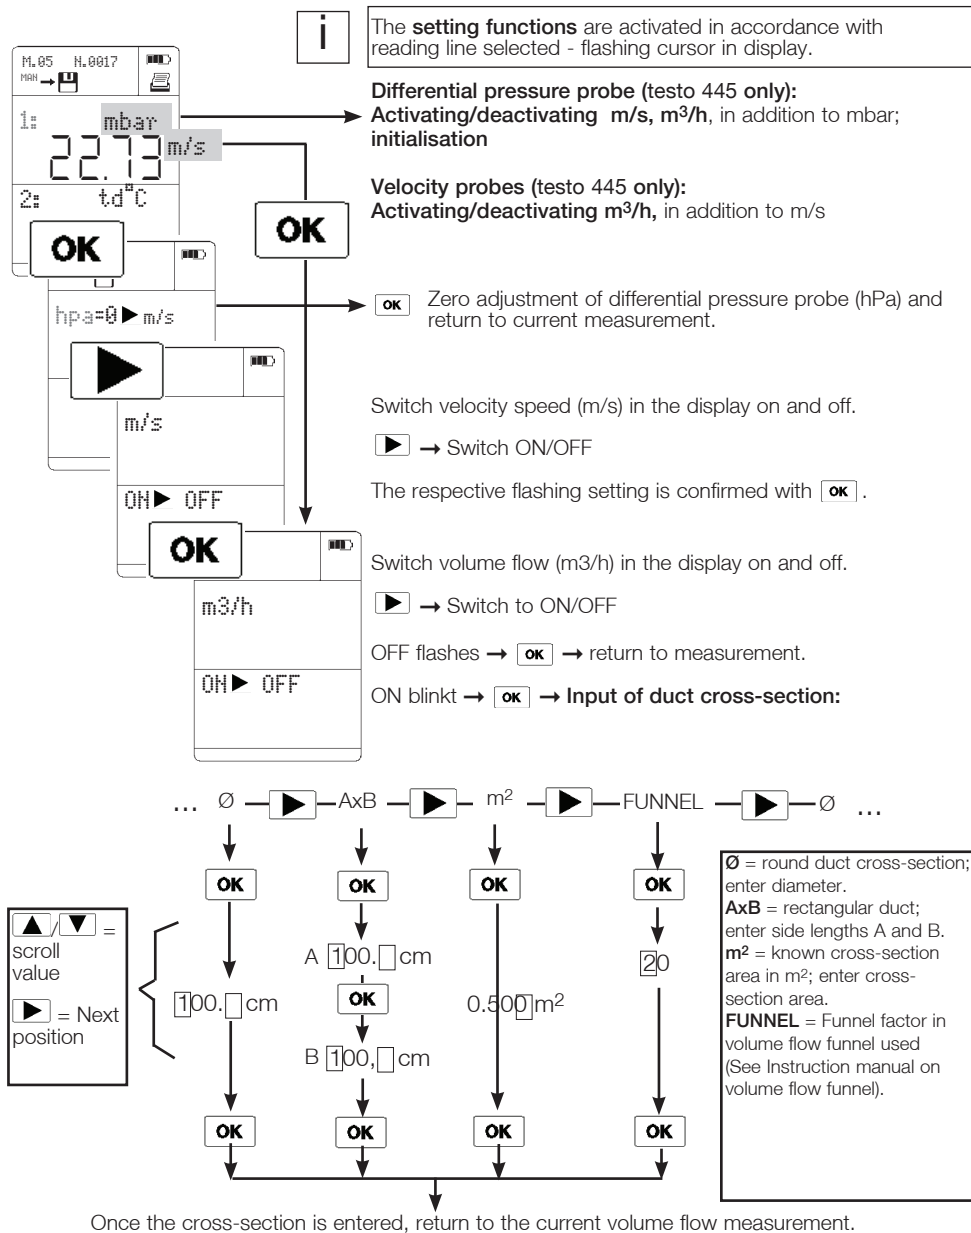 i
The setting functions are activated in accordance with
reading line selected - flashing cursor in display.
M.05 N.0017
MAN
1: mbar
22.73 m/s
2: td°C
OK
OK
Differential pressure probe (testo 445 only):
Activating/deactivating m/s, m³/h, in addition to mbar;
initialisation
Velocity probes (testo 445 only):
Activating/deactivating m³/h, in addition to m/s
hpa=0▶ m/s
OK Zero adjustment of differential pressure probe (hPa) and
return to current measurement.
m/s
ON▶ OFF
Switch velocity speed (m/s) in the display on and off.
▶ → Switch ON/OFF
The respective flashing setting is confirmed with OK .
OK
m3/h
ON▶ OFF
Switch volume flow (m3/h) in the display on and off.
▶ → Switch to ON/OFF
OFF flashes → OK → return to measurement.
ON blinkt → OK → Input of duct cross-section:
... Ø ▶ AxB ▶ m² ▶ FUNNEL ▶ Ø ...
OK OK OK OK
▲/▼ =
scroll
value
▶ = Next
position
100. cm
A 100. cm
OK
B 100, cm
0.500 m²
20
OK OK OK OK
Ø = round duct cross-section;
enter diameter.
AxB = rectangular duct;
enter side lengths A and B.
m² = known cross-section
area in m²; enter cross-
section area.
FUNNEL = Funnel factor in
volume flow funnel used
(See Instruction manual on
volume flow funnel).
Once the cross-section is entered, return to the current volume flow measurement.